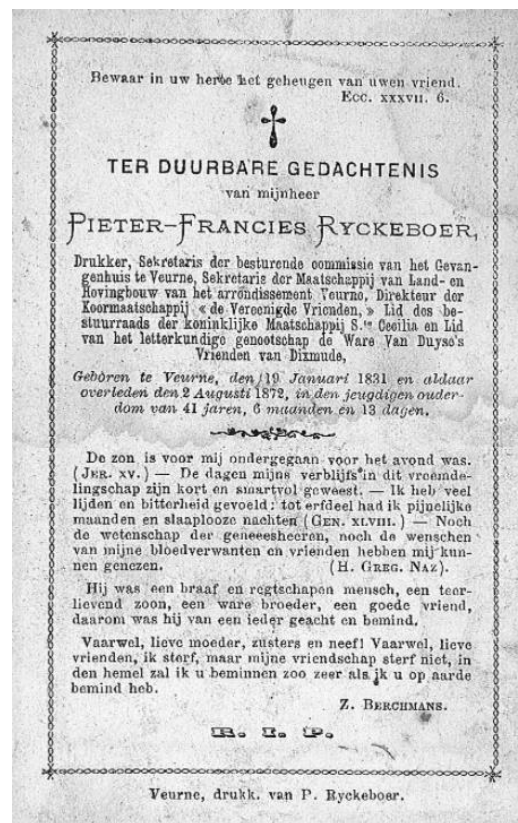 Bewaar in uw herte het geheugen van uwen vriend.
Ecc. xxxvii. 6.
TER DUURBARE GEDACHTENIS
van mijnheer
PIETER-FRANCIES RYCKEBOER,
Drukker, Sekretaris der besturende commissie van het Gevan-
genhuis te Veurne, Sekretaris der Maatschappij van Land- en
Hovingbouw van het arrondissement Veurne, Direkteur der
Koormaatschappij « de Vereenigde Vrienden, » Lid des be-
stuurraads der koninklijke Maatschappij S.te Cecilia en Lid
van het letterkundige genootschap de Ware Van Duyse's
Vrienden van Dixmude,
Geboren te Veurne, den 19 Januari 1831 en aldaar
overleden den 2 Augusti 1872, in den jeugdigen ouder-
dom van 41 jaren, 6 maanden en 13 dagen.
De zon is voor mij ondergegaan voor het avond was.
(Jer. xv.) — De dagen mijns verblijfs in dit vreemde-
lingschap zijn kort en smartvol geweest. — Ik heb veel
lijden en bitterheid gevoeld: tot erfdeel had ik pijnelijke
maanden en slaaplooze nachten (Gen. xlviii.) — Noch
de wetenschap der geneesheeren, noch de wenschen
van mijne bloedverwanten en vrienden hebben mij kun-
nen genezen. (H. Greg. Naz).
Hij was een braaf en regtschapen mensch, een teer-
lievend zoon, een ware broeder, een goede vriend,
daarom was hij van een ieder geacht en bemind.
Vaarwel, lieve moeder, zusters en neef! Vaarwel, lieve
vrienden, ik sterf, maar mijne vriendschap sterf niet, in
den hemel zal ik u beminnen zoo zeer als ik u op aarde
bemind heb.
Z. Berchmans.
R. I. P.
Veurne, drukk. van P. Ryckeboer.